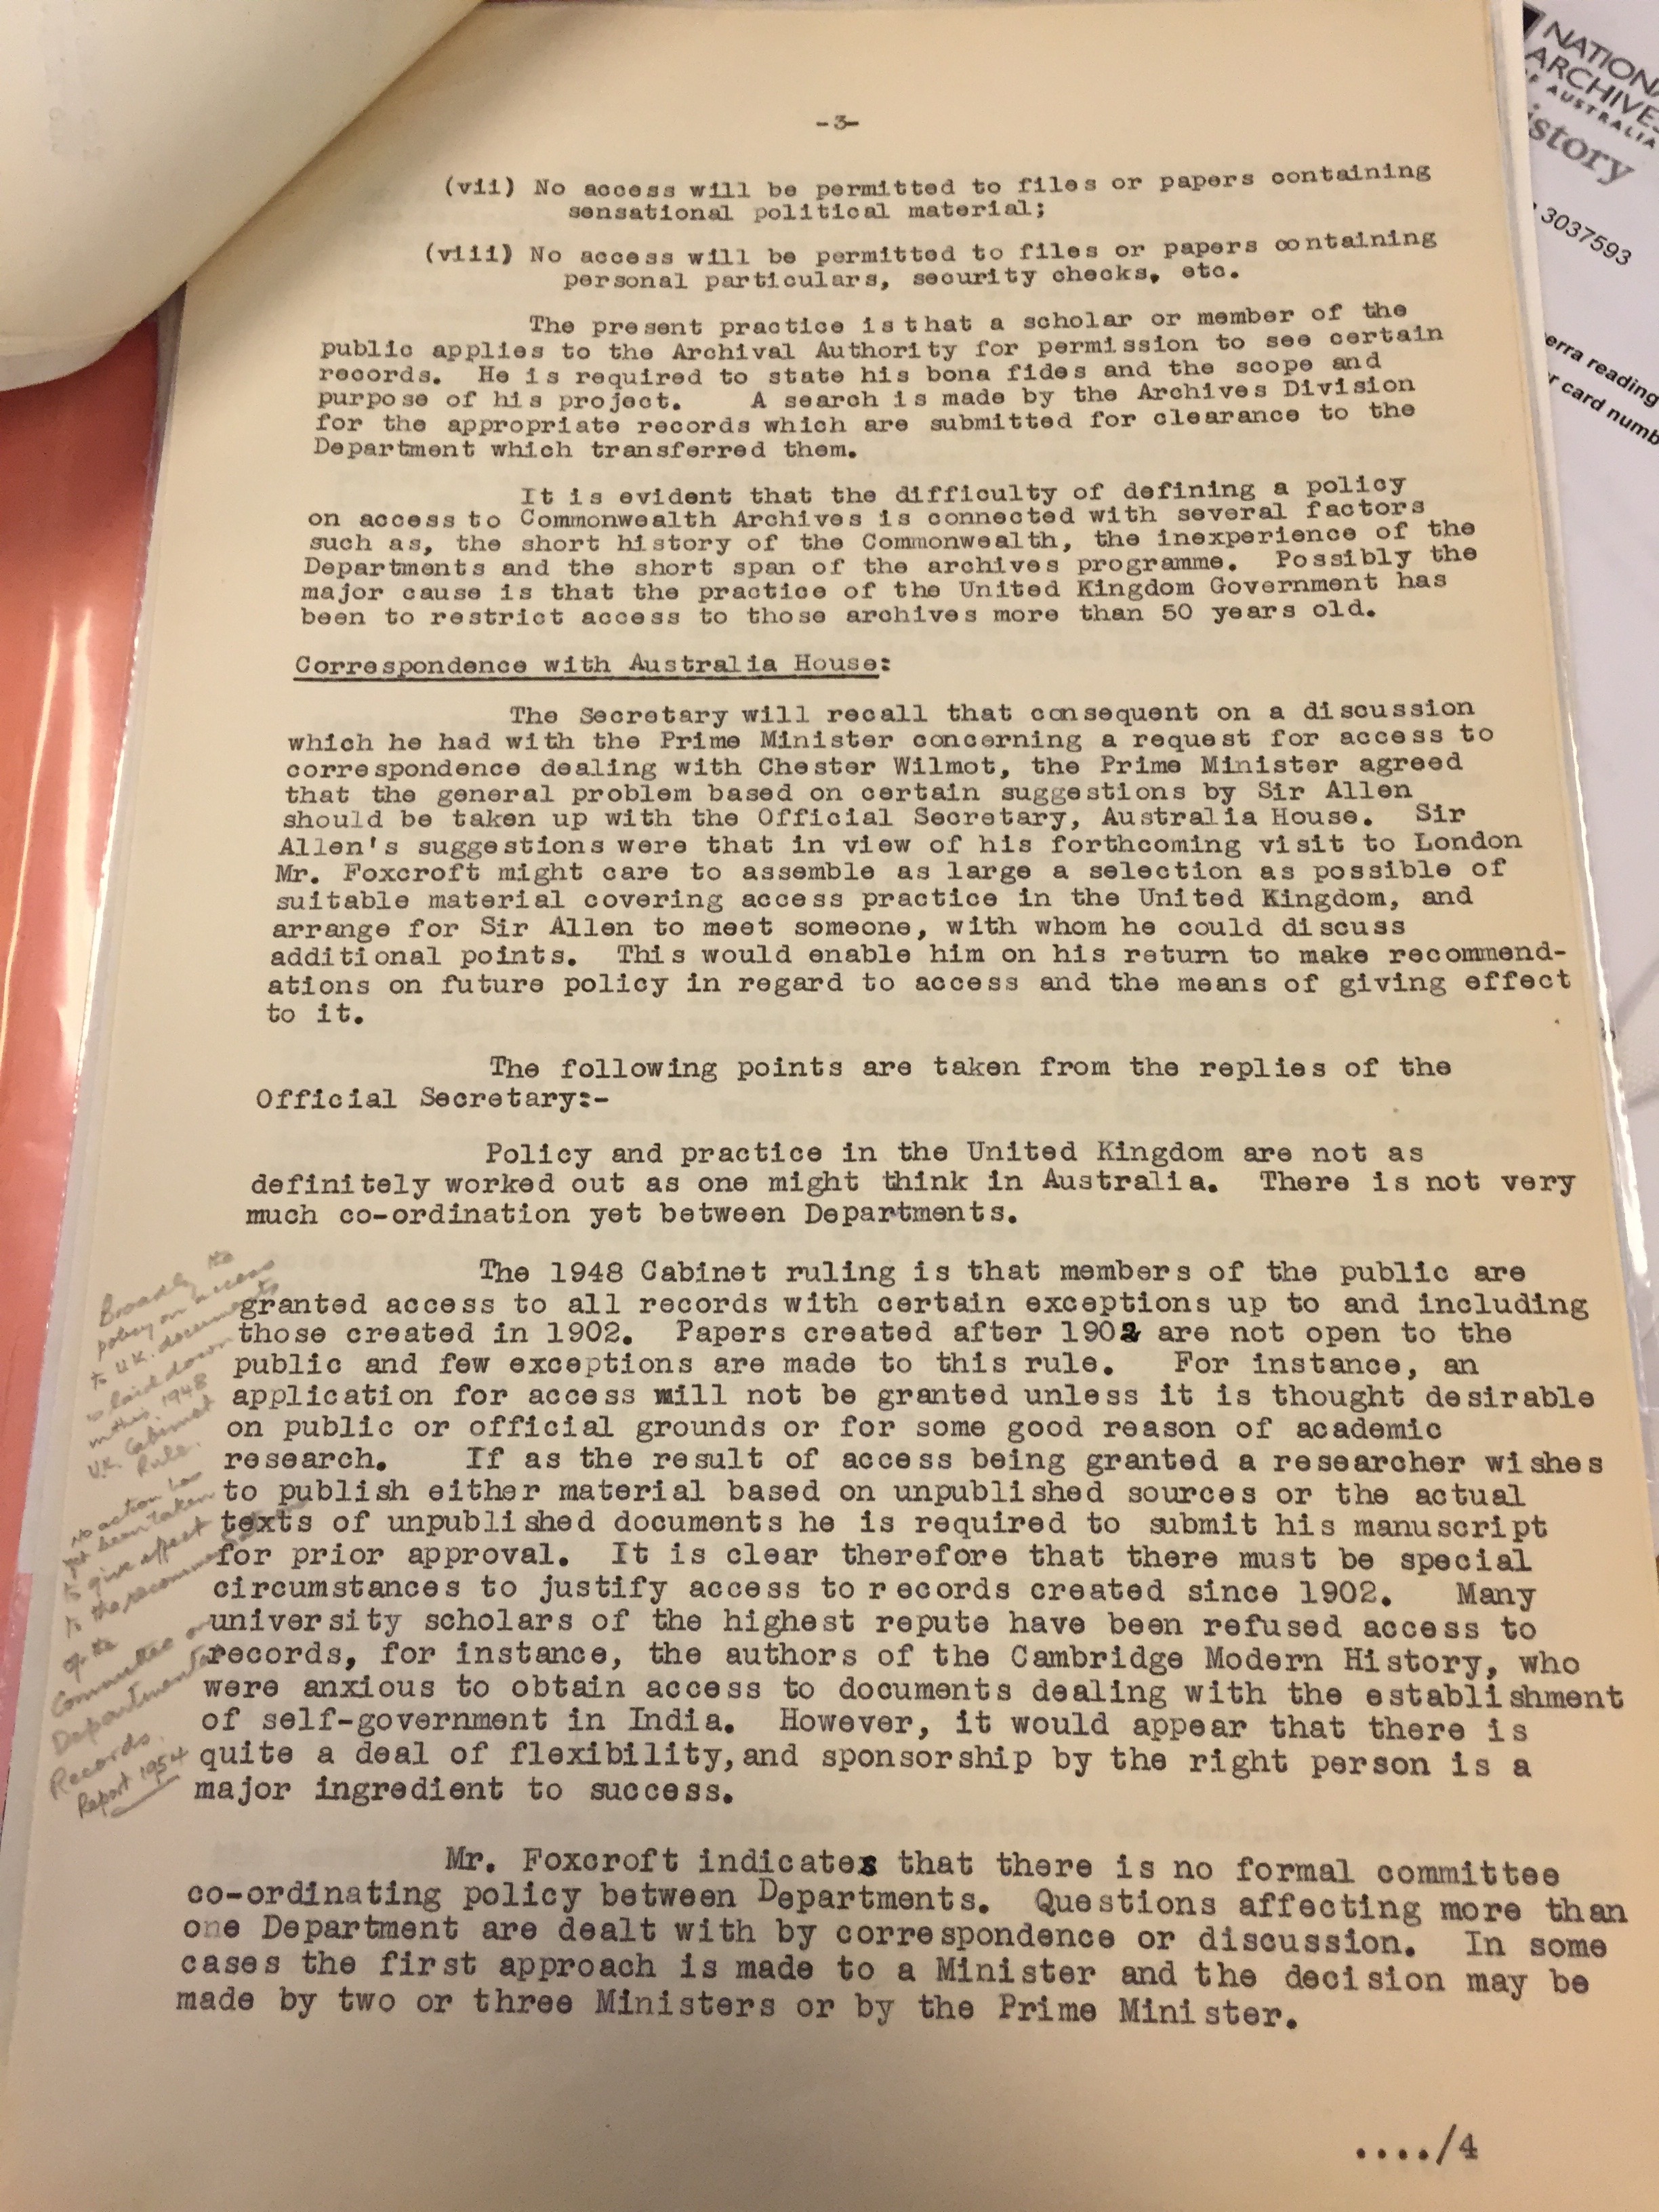 -3-
(vii) No access will be permitted to files or papers containing
sensational political material;
(viii) No access will be permitted to files or papers containing
personal particulars, security checks, etc.
The present practice is that a scholar or member of the
public applies to the Archival Authority for permission to see certain
records. He is required to state his bona fides and the scope and
purpose of his project. A search is made by the Archives Division
for the appropriate records which are submitted for clearance to the
Department which transferred them.
It is evident that the difficulty of defining a policy
on access to Commonwealth Archives is connected with several factors
such as, the short history of the Commonwealth, the inexperience of the
Departments and the short span of the archives programme. Possibly the
major cause is that the practice of the United Kingdom Government has
been to restrict access to those archives more than 50 years old.
Correspondence with Australia House:
The Secretary will recall that consequent on a discussion
which he had with the Prime Minister concerning a request for access to
correspondence dealing with Chester Wilmot, the Prime Minister agreed
that the general problem based on certain suggestions by Sir Allen
should be taken up with the Official Secretary, Australia House. Sir
Allen's suggestions were that in view of his forthcoming visit to London
Mr. Foxcroft might care to assemble as large a selection as possible of
suitable material covering access practice in the United Kingdom, and
arrange for Sir Allen to meet someone, with whom he could discuss
additional points. This would enable him on his return to make recommend-
ations on future policy in regard to access and the means of giving effect
to it.
The following points are taken from the replies of the
Official Secretary:-
Policy and practice in the United Kingdom are not as
definitely worked out as one might think in Australia. There is not very
much co-ordination yet between Departments.
The 1948 Cabinet ruling is that members of the public are
granted access to all records with certain exceptions up to and including
those created in 1902. Papers created after 1902 are not open to the
public and few exceptions are made to this rule. For instance, an
application for access will not be granted unless it is thought desirable
on public or official grounds or for some good reason of academic
research. If as the result of access being granted a researcher wishes
to publish either material based on unpublished sources or the actual
texts of unpublished documents he is required to submit his manuscript
for prior approval. It is clear therefore that there must be special
circumstances to justify access to records created since 1902. Many
university scholars of the highest repute have been refused access to
records, for instance, the authors of the Cambridge Modern History, who
were anxious to obtain access to documents dealing with the establishment
of self-government in India. However, it would appear that there is
quite a deal of flexibility, and sponsorship by the right person is a
major ingredient to success.
Mr. Foxcroft indicates that there is no formal committee
co-ordinating policy between Departments. Questions affecting more than
one Department are dealt with by correspondence or discussion. In some
cases the first approach is made to a Minister and the decision may be
made by two or three Ministers or by the Prime Minister.
..../4
Broadly the
policy on access
to U.K. documents
is laid down
in this 1948
U.K. Cabinet
Rule.
No action has
yet been taken
to give effect
to the recommendations
of the
Committee on
Departmental
Records.
Report 1954
NATIONA
ARCHIVE
OF AUSTRALIA
istory
3037593
erra reading
r card numb